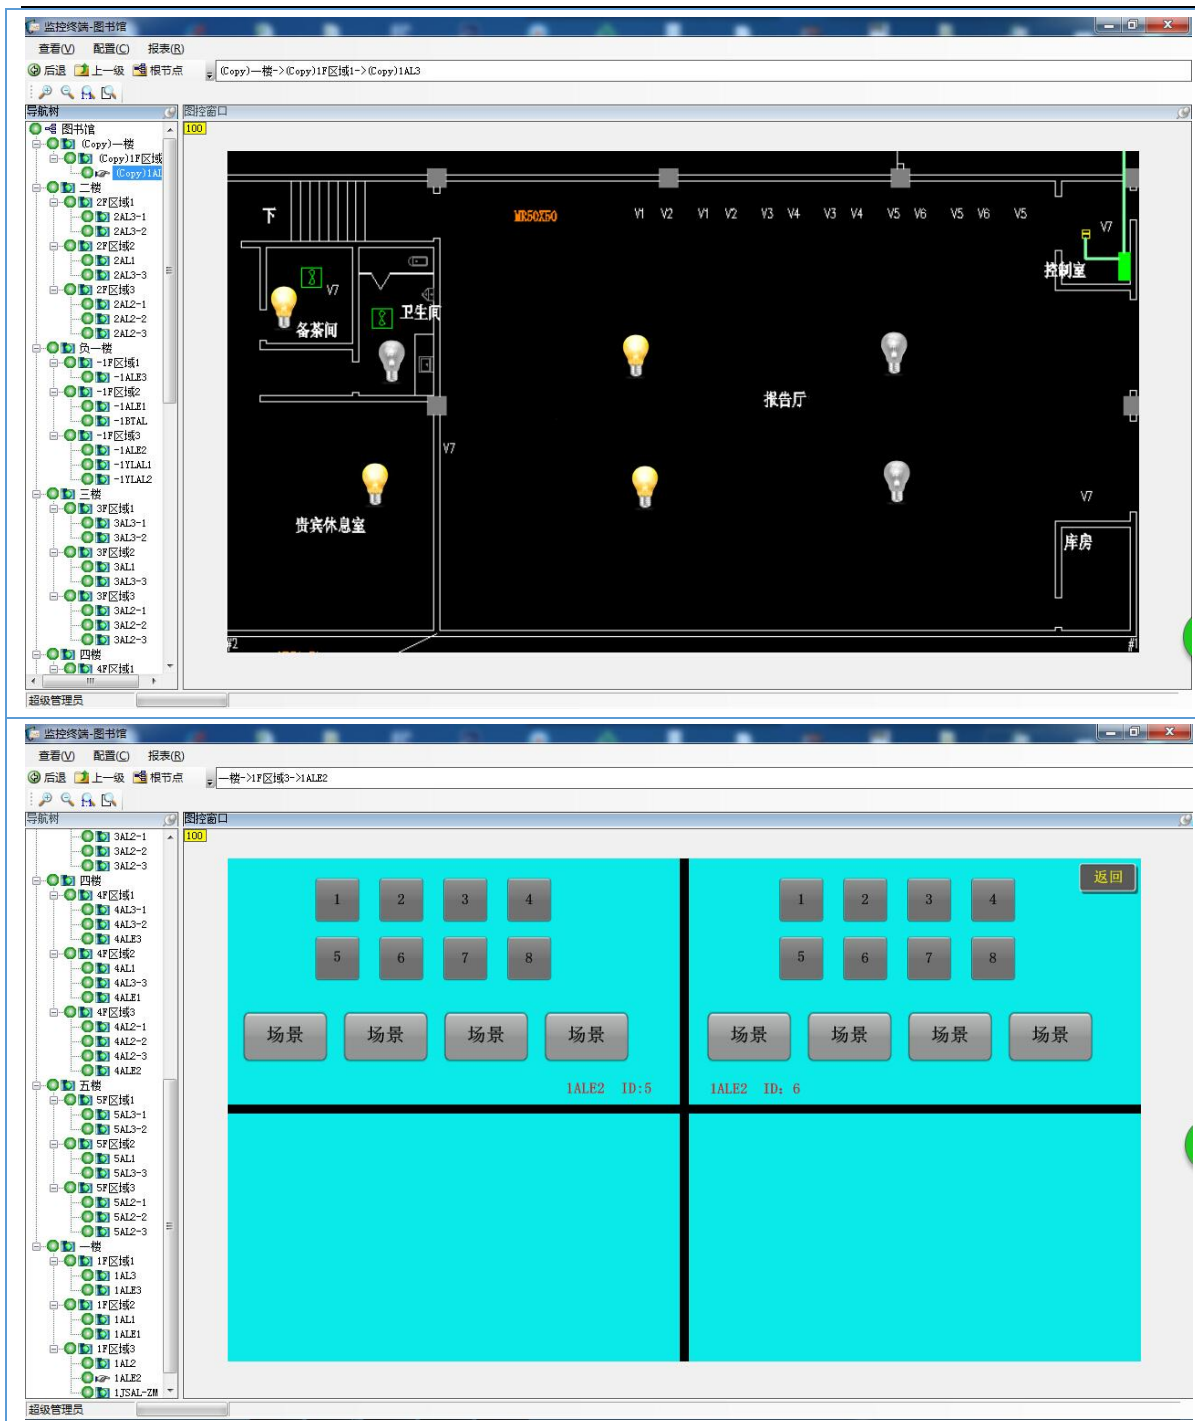 监控终端-图书馆
查看(V) 配置(C) 报表(R)
后退 上一级 根节点 (Copy)一楼->(Copy)1F区域1->(Copy)1AL3
导航树 图控窗口
100
图书馆
(Copy)一楼
(Copy)1F区域
(Copy)1AL
二楼
2F区域1
2AL3-1
2AL3-2
2F区域2
2AL1
2AL3-3
2F区域3
2AL2-1
2AL2-2
2AL2-3
负一楼
-1F区域1
-1ALE3
-1F区域2
-1ALE1
-1BTAL
-1F区域3
-1ALE2
-1YLAL1
-1YLAL2
三楼
3F区域1
3AL3-1
3AL3-2
3F区域2
3AL1
3AL3-3
3F区域3
3AL2-1
3AL2-2
3AL2-3
四楼
4F区域1
下 MR50X50 V1 V2 V1 V2 V3 V4 V3 V4 V5 V6 V5 V6 V5
V7
控制室
V7
卫生间
备茶间
报告厅
V7
V7
贵宾休息室
库房
#2 #1
超级管理员
监控终端-图书馆
查看(V) 配置(C) 报表(R)
后退 上一级 根节点 一楼->1F区域3->1ALE2
导航树 图控窗口
100
3AL2-1
3AL2-2
3AL2-3
四楼
4F区域1
4AL3-1
4AL3-2
4ALE3
4F区域2
4AL1
4AL3-3
4ALE1
4F区域3
4AL2-1
4AL2-2
4AL2-3
4ALE2
五楼
5F区域1
5AL3-1
5AL3-2
5F区域2
5AL1
5AL3-3
5F区域3
5AL2-1
5AL2-2
5AL2-3
一楼
1F区域1
1AL3
1ALE3
1F区域2
1AL1
1ALE1
1F区域3
1AL2
1ALE2
1JSAL-ZM
返回
1 2 3 4 1 2 3 4
5 6 7 8 5 6 7 8
场景 场景 场景 场景 场景 场景 场景 场景
1ALE2 ID:5 1ALE2 ID: 6
超级管理员